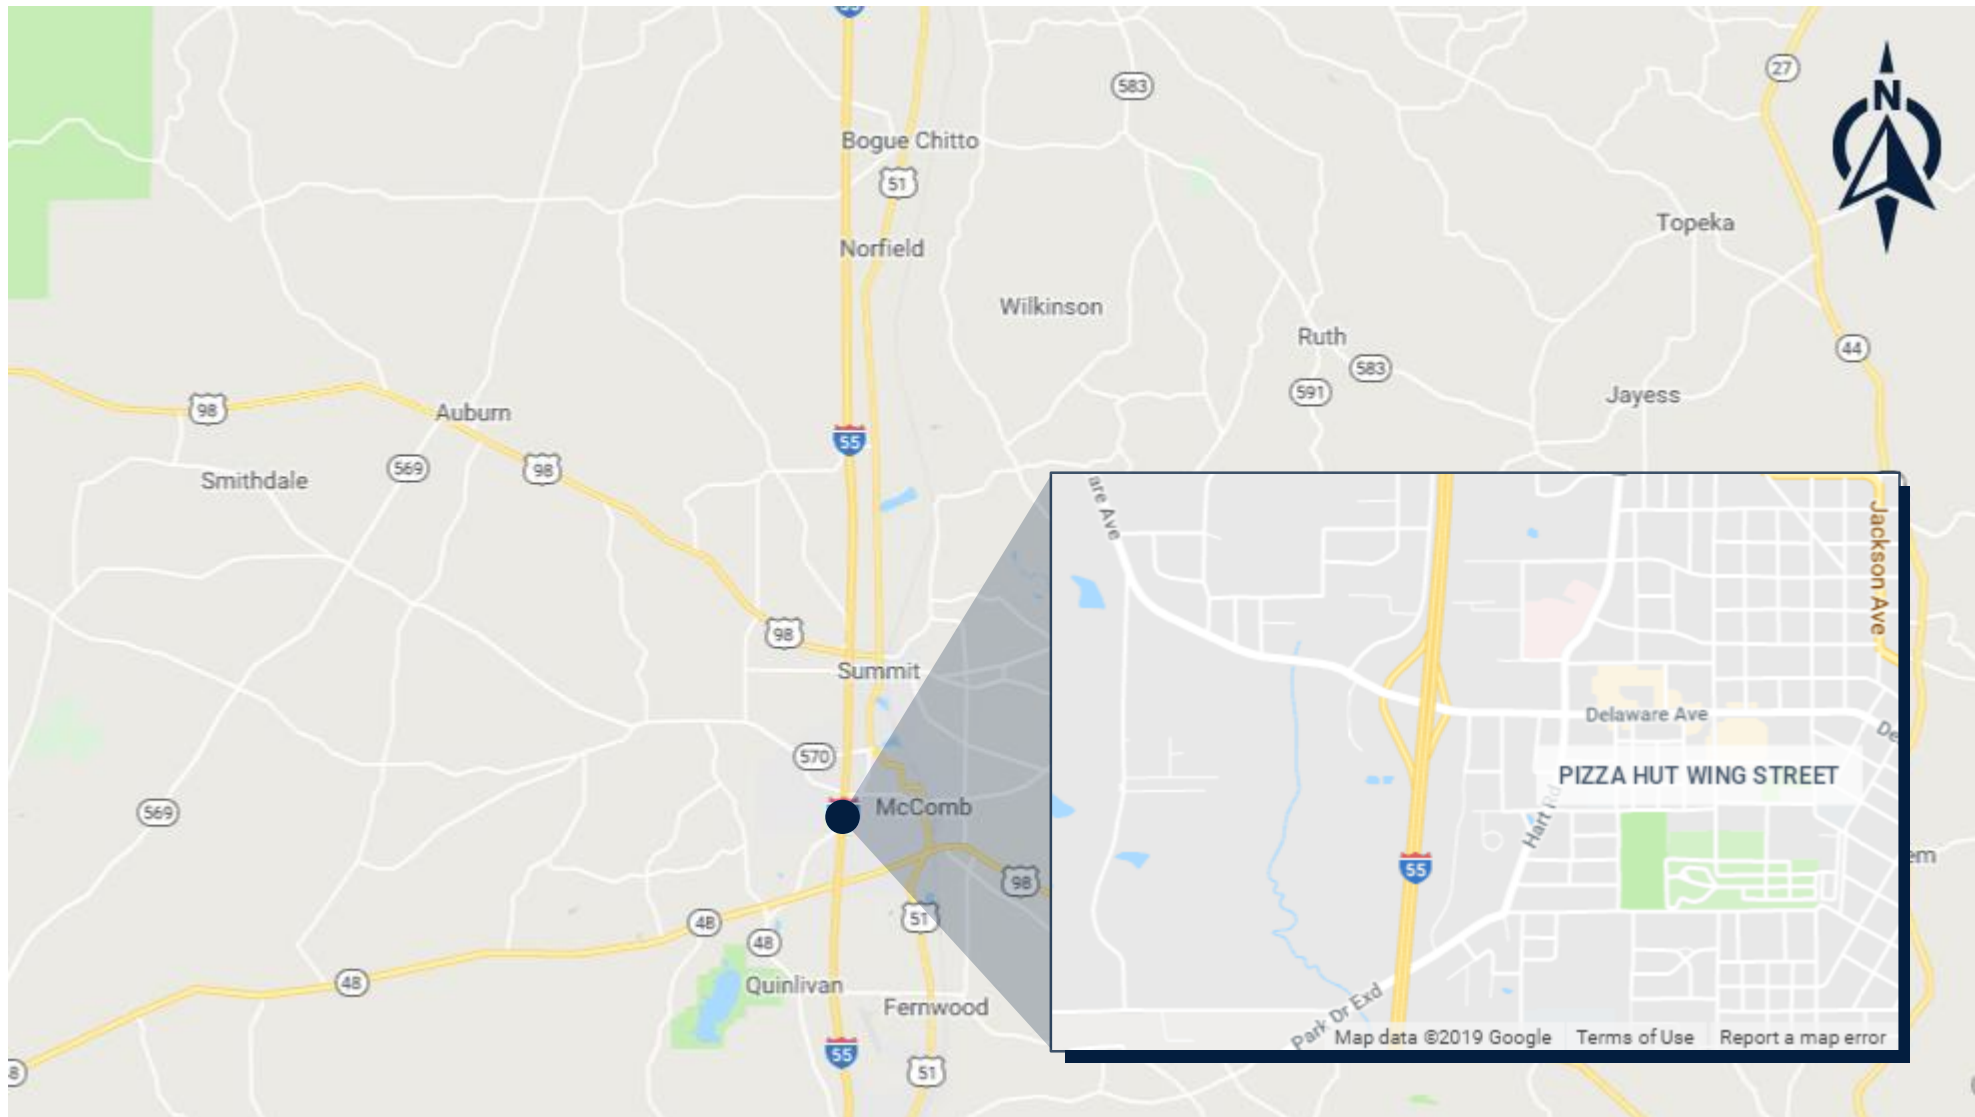 55
583
27
N
Bogue Chitto
51
Topeka
Norfield
Wilkinson
Ruth
44
583
591
Jayess
98
Auburn
55
569
98
Smithdale
are Ave
Jackson Ave
98
Summit
Delaware Ave
De
570
PIZZA HUT WING STREET
McComb
569
Hart Rd
em
55
98
48
51
48
48
Quinlivan
Fernwood
Park Dr Exd
Map data ©2019 Google
Terms of Use
Report a map error
55
51
8